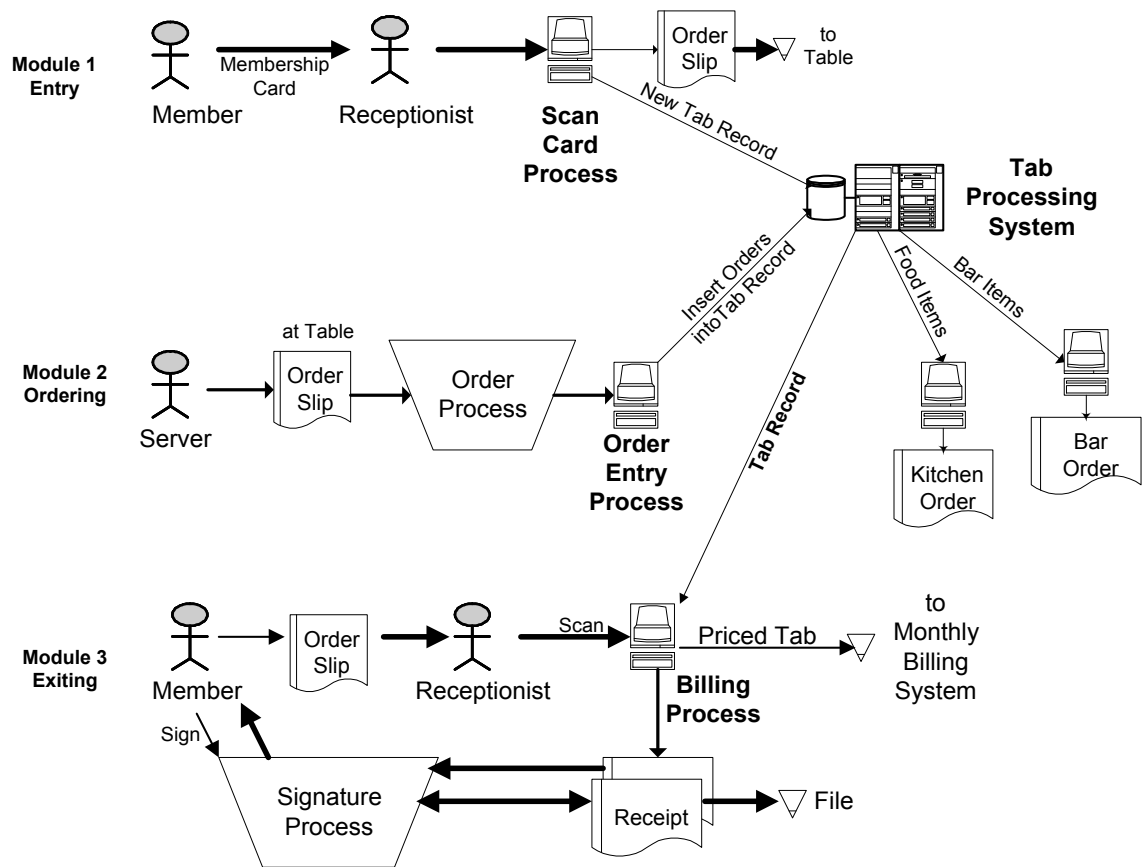 Module 1
Entry
Member
Membership
Card
Receptionist
Scan
Card
Process
Order
Slip
to
Table
New Tab Record
Tab
Processing
System
Insert Orders
intoTab Record
Food Items
Bar Items
Tab Record
Module 2
Ordering
Server
at Table
Order
Slip
Order
Process
Order
Entry
Process
Kitchen
Order
Bar
Order
Module 3
Exiting
Member
Order
Slip
Receptionist
Scan
Billing
Process
Priced Tab
to
Monthly
Billing
System
Sign
Signature
Process
Receipt
File